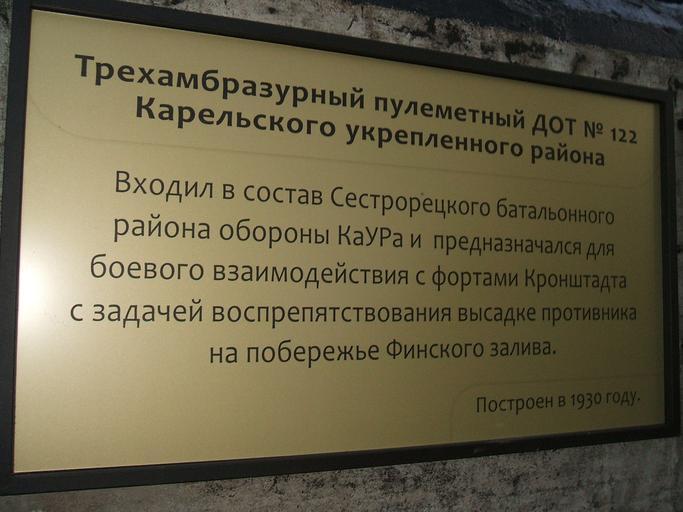 Трехамбразурный пулеметный ДОТ № 122
Карельского укрепленного района
Входил в состав Сестрорецкого батальонного
района обороны КаУРа и предназначался для
боевого взаимодействия с фортами Кронштадта
с задачей воспрепятствования высадке противника
на побережье Финского залива.
Построен в 1930 году.